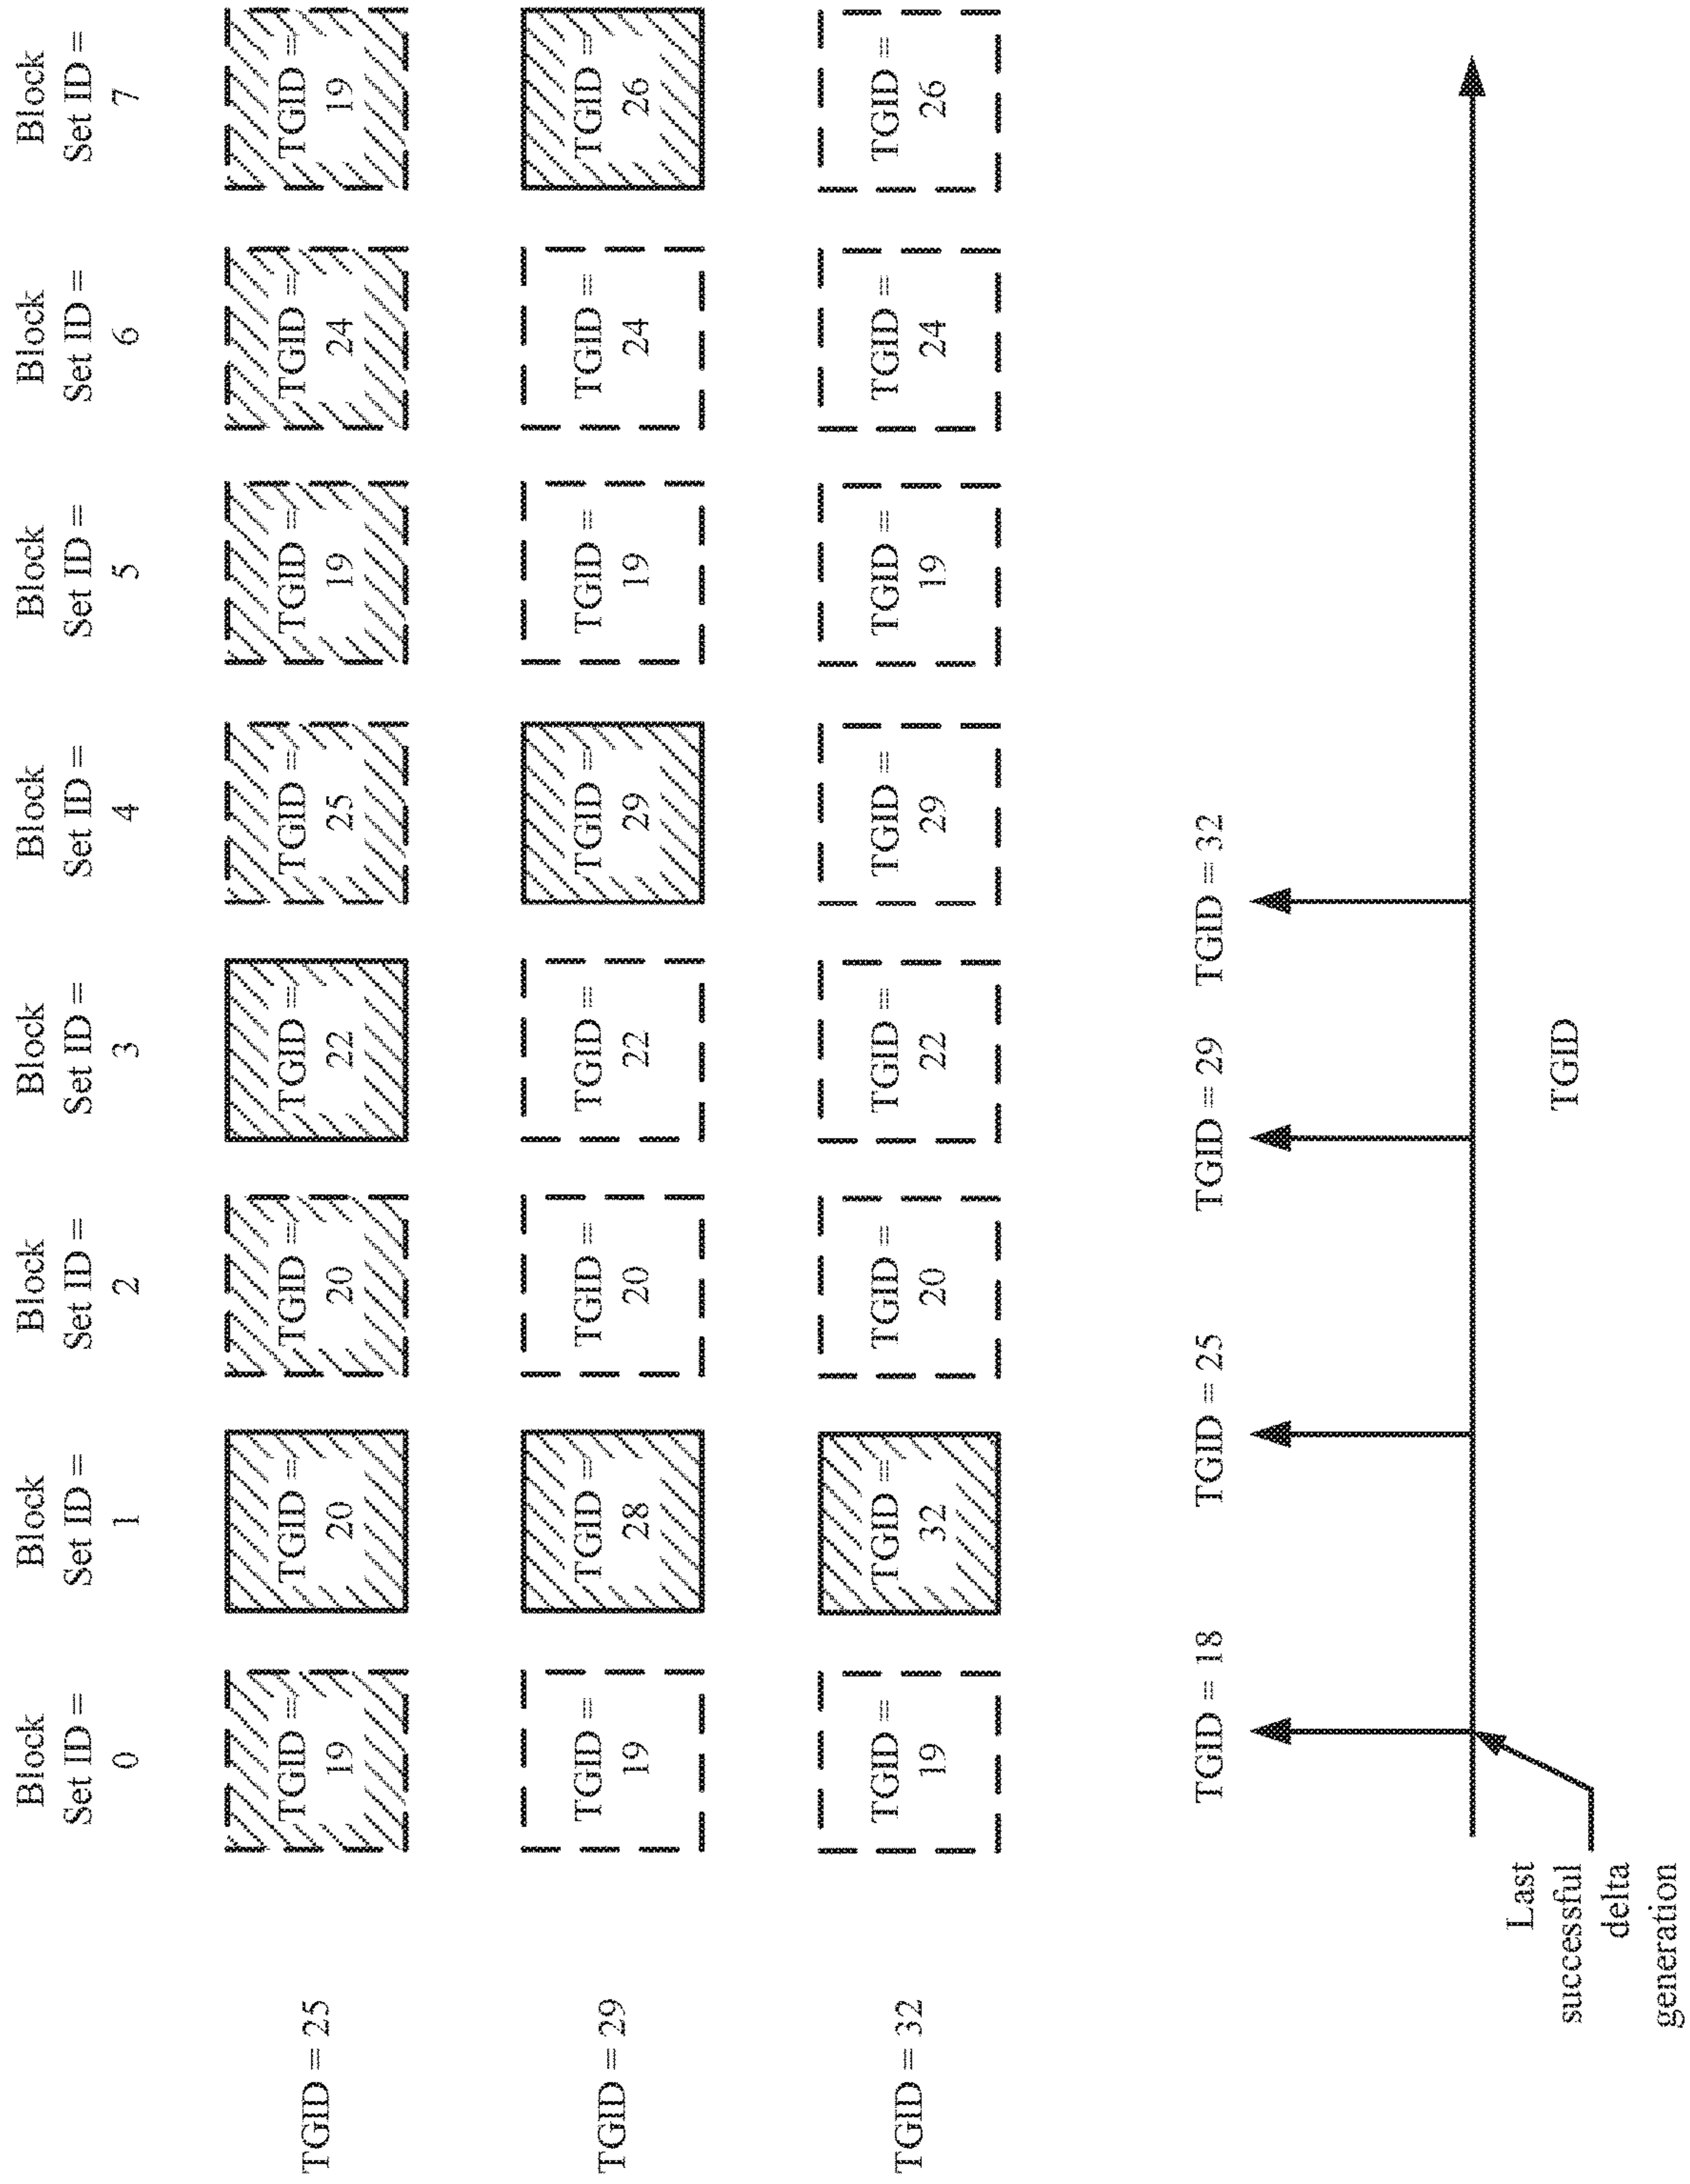 Block
Set ID =
0
Block
Set ID =
1
Block
Set ID =
2
Block
Set ID =
3
Block
Set ID =
4
Block
Set ID =
5
Block
Set ID =
6
Block
Set ID =
7
TGID = 25
TGID =
19
TGID =
20
TGID =
20
TGID =
22
TGID =
25
TGID =
19
TGID =
24
TGID =
19
TGID = 29
TGID =
19
TGID =
28
TGID =
20
TGID =
22
TGID =
29
TGID =
19
TGID =
24
TGID =
26
TGID = 32
TGID =
19
TGID =
32
TGID =
20
TGID =
22
TGID =
29
TGID =
19
TGID =
24
TGID =
26
TGID = 18
TGID = 25
TGID = 29
TGID = 32
Last
successful
delta
generation
TGID